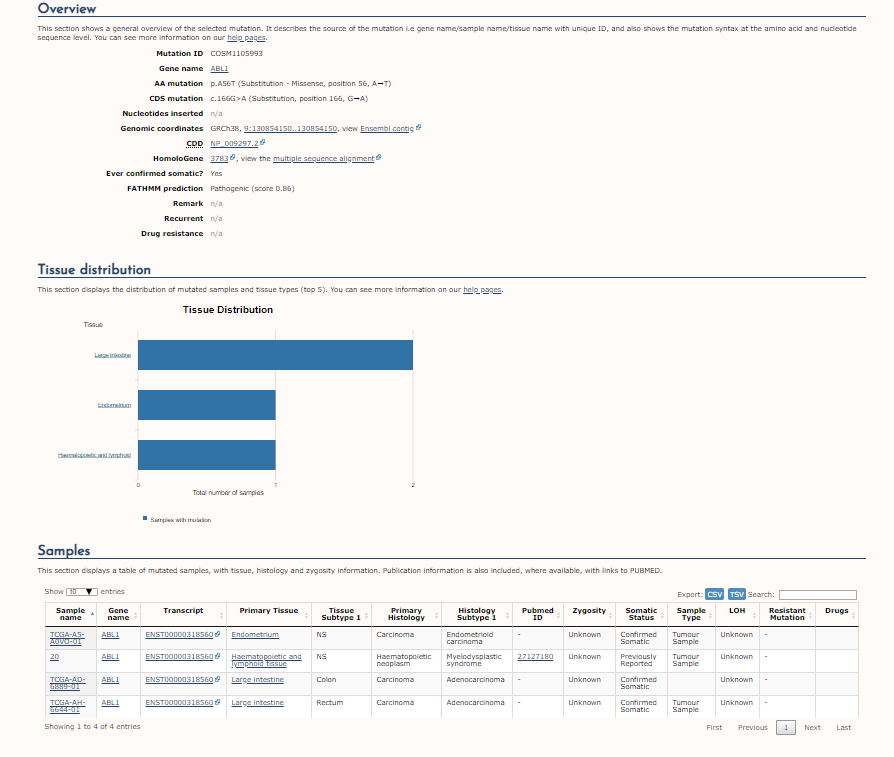 Overview
This section shows a general overview of the selected mutation. It describes the source of the mutation i.e gene name/sample name/tissue name with unique ID, and also shows the mutation syntax at the amino acid and nucleotide
sequence level. You can see more information on our help pages.
Mutation ID COSM1105993
Gene name ABL1
AA mutation p.A56T (Substitution - Missense, position 56, A→T)
CDS mutation c.166G>A (Substitution, position 166, G→A)
Nucleotides inserted n/a
Genomic coordinates GRCh38, 9:130854150..130854150, view Ensembl contig
CDD NP_009297.2
HomoloGene 3783, view the multiple sequence alignment
Ever confirmed somatic? Yes
FATHMM prediction Pathogenic (score 0.86)
Remark n/a
Recurrent n/a
Drug resistance n/a
Tissue distribution
This section displays the distribution of mutated samples and tissue types (top 5). You can see more information on our help pages.
Tissue Distribution
Tissue
Large intestine
Endometrium
Haematopoietic and lymphoid
0 1 2
Total number of samples
Samples with mutation
Samples
This section displays a table of mutated samples, with tissue, histology and zygosity information. Publication information is also included, where available, with links to PUBMED.
Show 10 entries Export: CSV TSV Search:
Sample Gene Transcript Primary Tissue Tissue Primary Histology Pubmed Zygosity Somatic Sample LOH Resistant Drugs
name name Subtype 1 Histology Subtype 1 ID Status Type Mutation
TCGA-A5- ABL1 ENST00000318560 Endometrium NS Carcinoma Endometrioid - Unknown Confirmed Tumour Unknown -
A0VO-01 carcinoma Somatic Sample
20 ABL1 ENST00000318560 Haematopoietic and NS Haematopoietic Myelodysplastic 27127180 Unknown Previously Tumour Unknown -
lymphoid tissue neoplasm syndrome Reported Sample
TCGA-AD- ABL1 ENST00000318560 Large intestine Colon Carcinoma Adenocarcinoma - Unknown Confirmed Unknown -
6889-01 Somatic
TCGA-AH- ABL1 ENST00000318560 Large intestine Rectum Carcinoma Adenocarcinoma - Unknown Confirmed Tumour Unknown -
6644-01 Somatic Sample
Showing 1 to 4 of 4 entries First Previous 1 Next Last